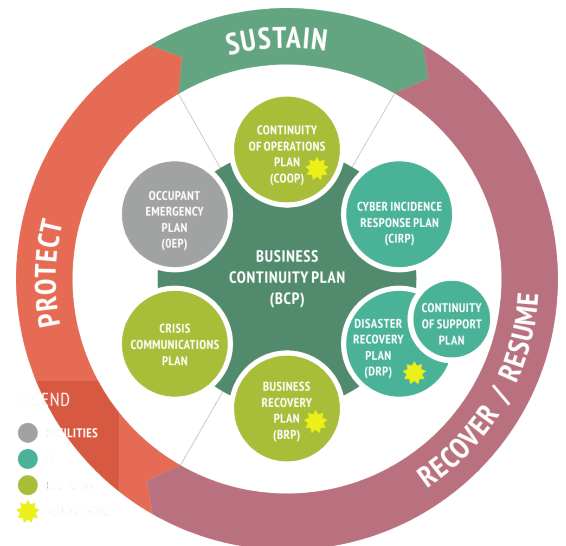 SUSTAIN
PROTECT
RECOVER / RESUME
CONTINUITY
OF OPERATIONS
PLAN
(COOP)
OCCUPANT
EMERGENCY
PLAN
(OEP)
CYBER INCIDENCE
RESPONSE PLAN
(CIRP)
BUSINESS
CONTINUITY PLAN
(BCP)
CRISIS
COMMUNICATIONS
PLAN
DISASTER
RECOVERY
PLAN
(DRP)
CONTINUITY
OF SUPPORT
PLAN
BUSINESS
RECOVERY
PLAN
(BRP)